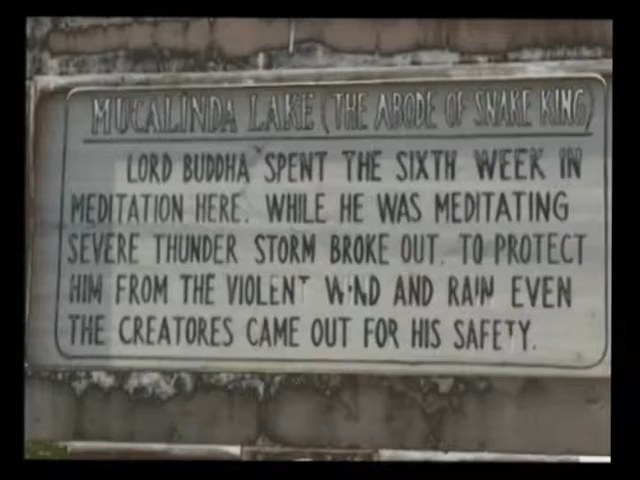 MUCALINDA LAKE (THE ABODE OF SNAKE KING)
LORD BUDDHA SPENT THE SIXTH WEEK IN
MEDITATION HERE. WHILE HE WAS MEDITATING
SEVERE THUNDER STORM BROKE OUT. TO PROTECT
HIM FROM THE VIOLENT WIND AND RAIN EVEN
THE CREATORES CAME OUT FOR HIS SAFETY.